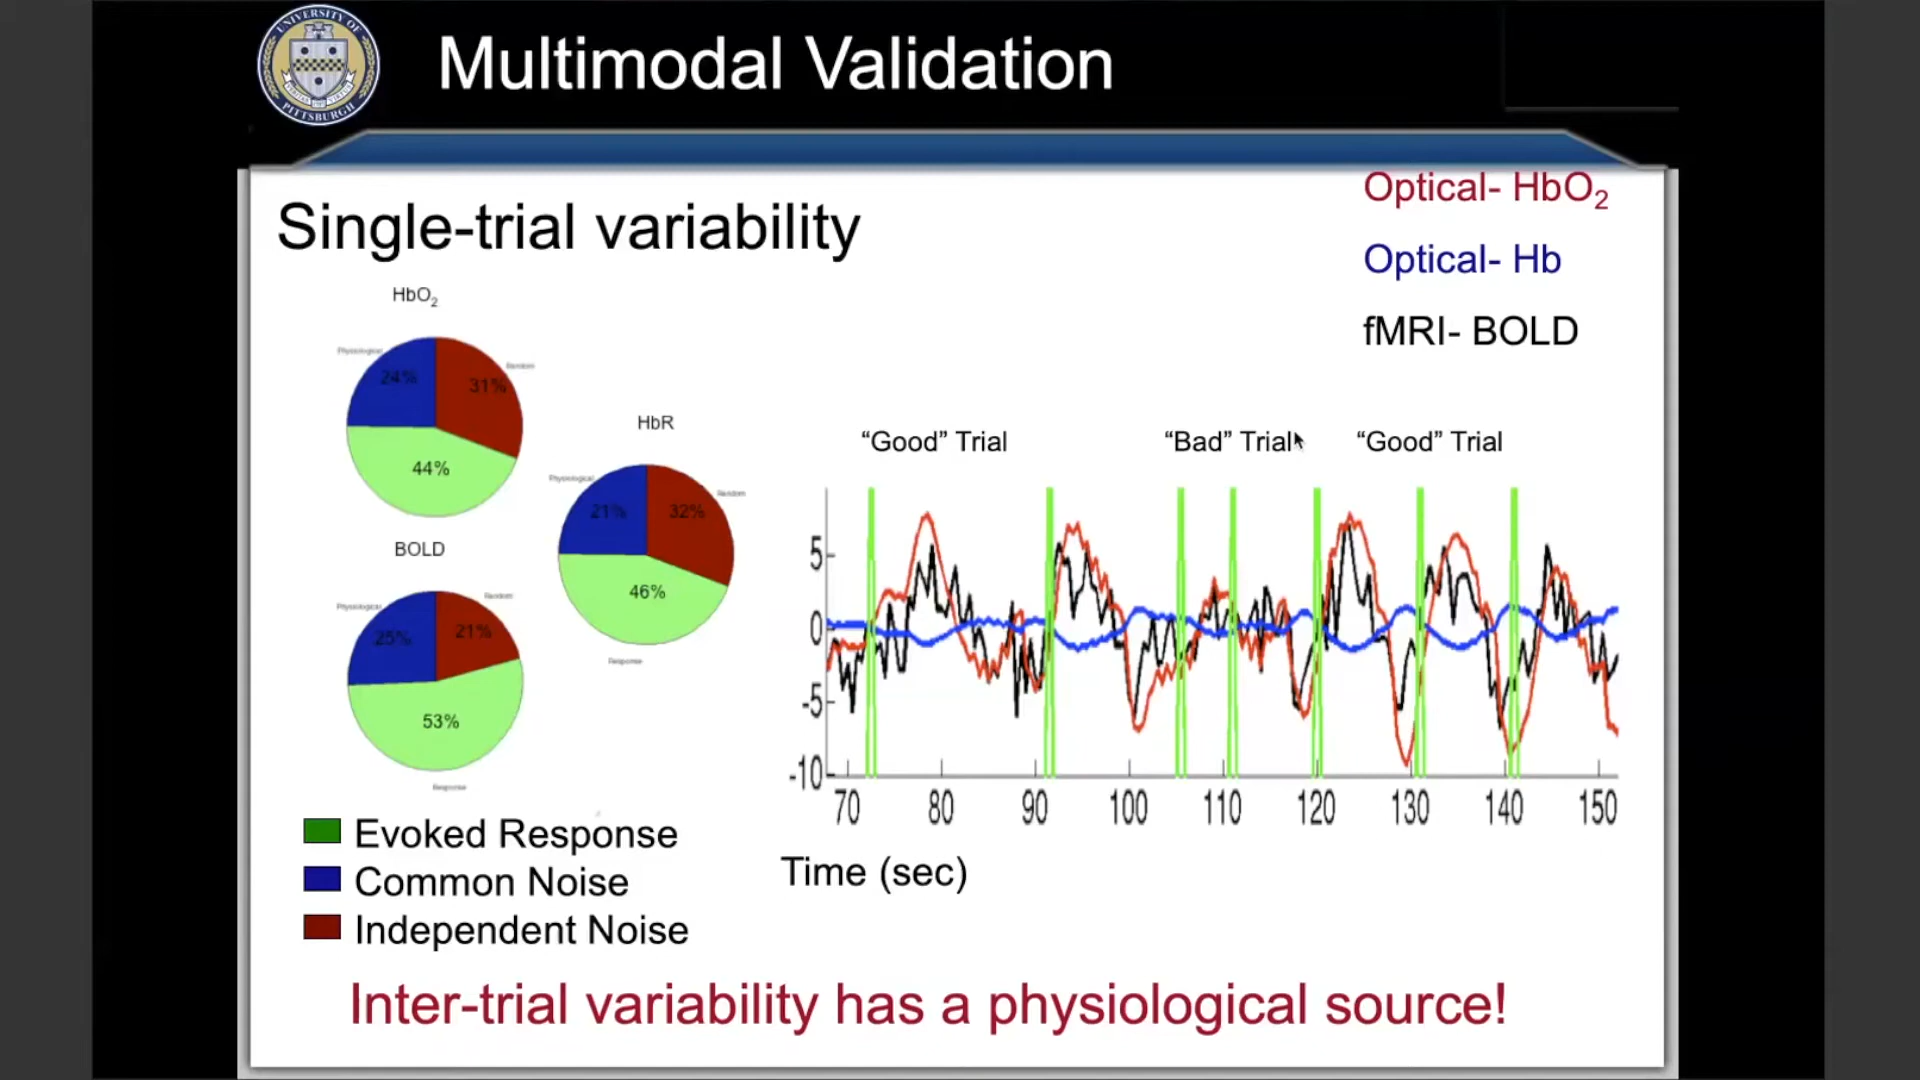 UNIVERSITY OF
PITTSBURGH
Multimodal Validation
Optical- HbO2
Single-trial variability
Optical- Hb
fMRI- BOLD
HbO2
Physiological
Random
24%
31%
44%
HbR
Physiological
Random
21%
32%
46%
Response
BOLD
Physiological
Random
25%
21%
53%
Response
“Good” Trial “Bad” Trial “Good” Trial
5
0
-5
-10
70 80 90 100 110 120 130 140 150
Time (sec)
Evoked Response
Common Noise
Independent Noise
Inter-trial variability has a physiological source!